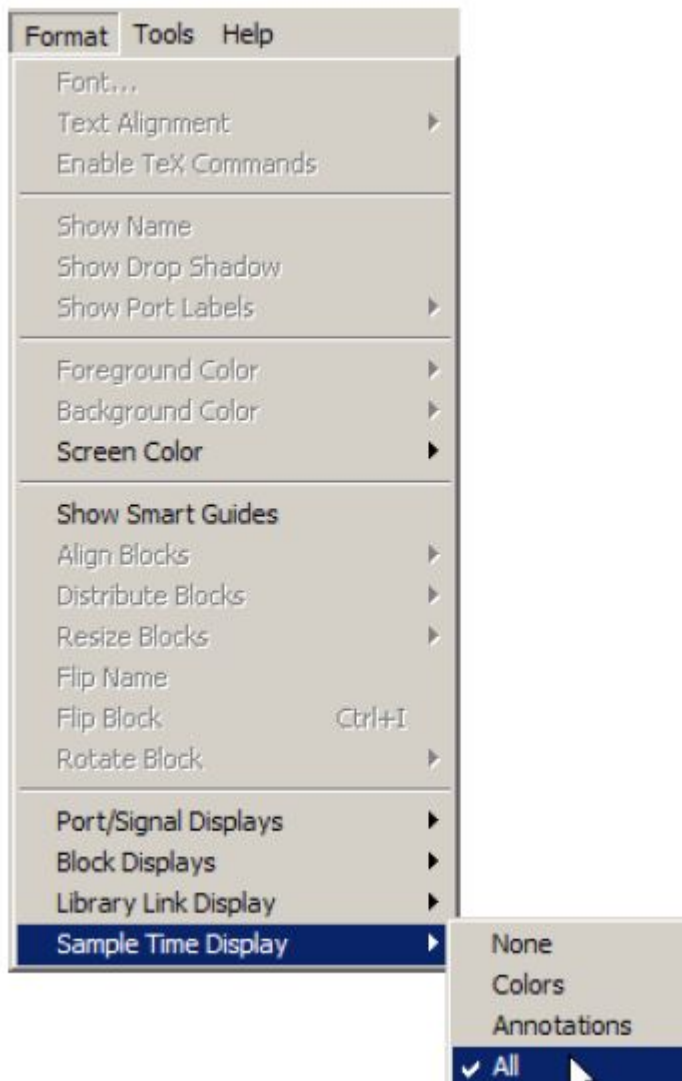 Format Tools Help
Font...
Text Alignment
Enable TeX Commands
Show Name
Show Drop Shadow
Show Port Labels
Foreground Color
Background Color
Screen Color
Show Smart Guides
Align Blocks
Distribute Blocks
Resize Blocks
Flip Name
Flip Block Ctrl+I
Rotate Block
Port/Signal Displays
Block Displays
Library Link Display
Sample Time Display
None
Colors
Annotations
All